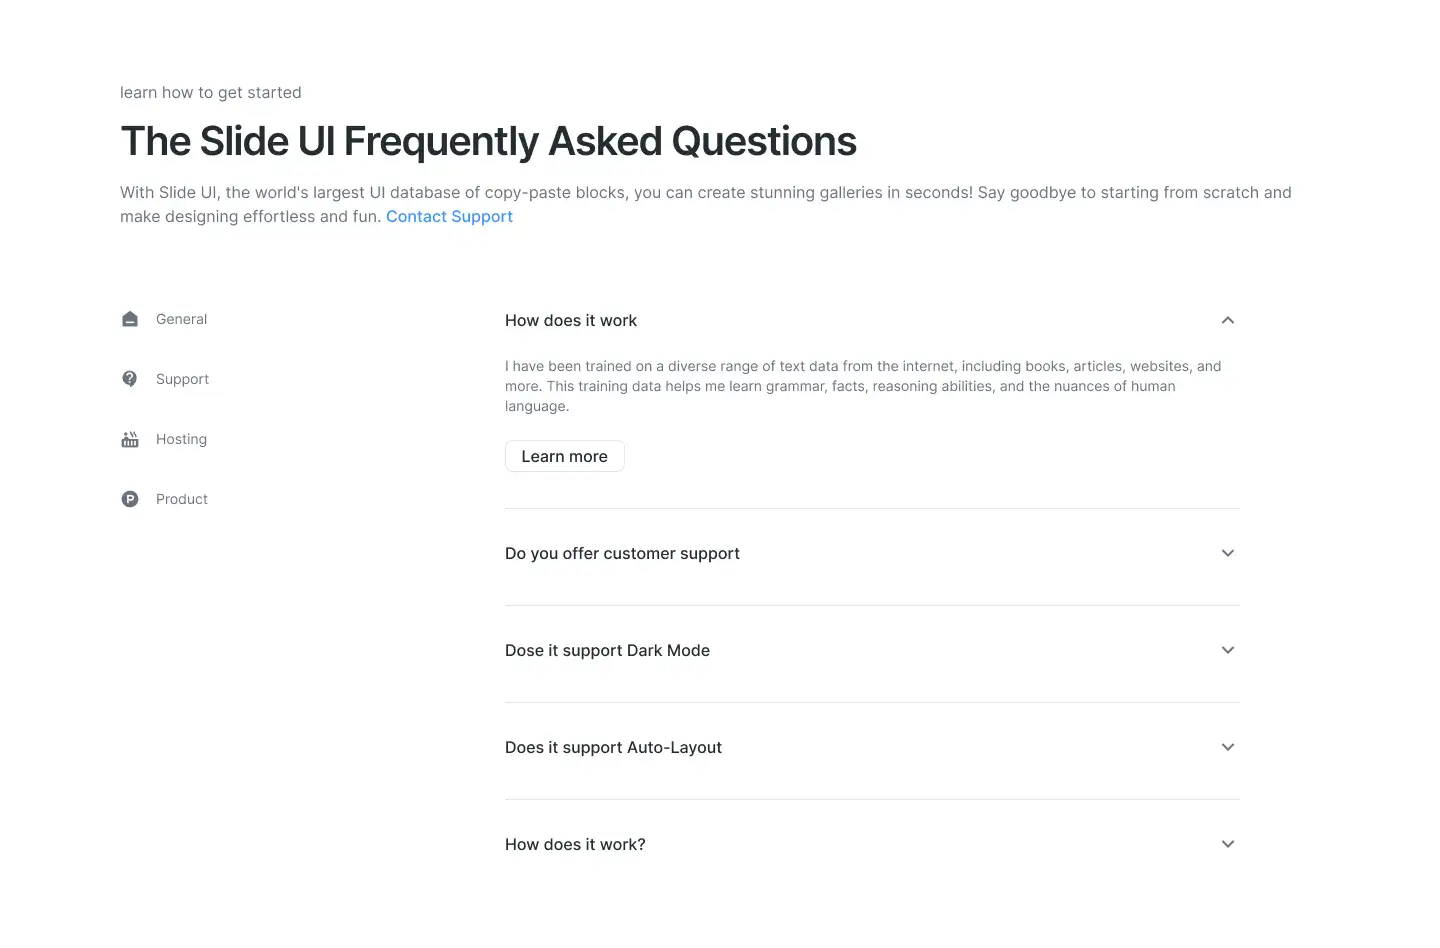 learn how to get started
The Slide UI Frequently Asked Questions
With Slide UI, the world's largest UI database of copy-paste blocks, you can create stunning galleries in seconds! Say goodbye to starting from scratch and
make designing effortless and fun. Contact Support
General
Support
Hosting
Product
How does it work
I have been trained on a diverse range of text data from the internet, including books, articles, websites, and
more. This training data helps me learn grammar, facts, reasoning abilities, and the nuances of human
language.
Learn more
Do you offer customer support
Dose it support Dark Mode
Does it support Auto-Layout
How does it work?